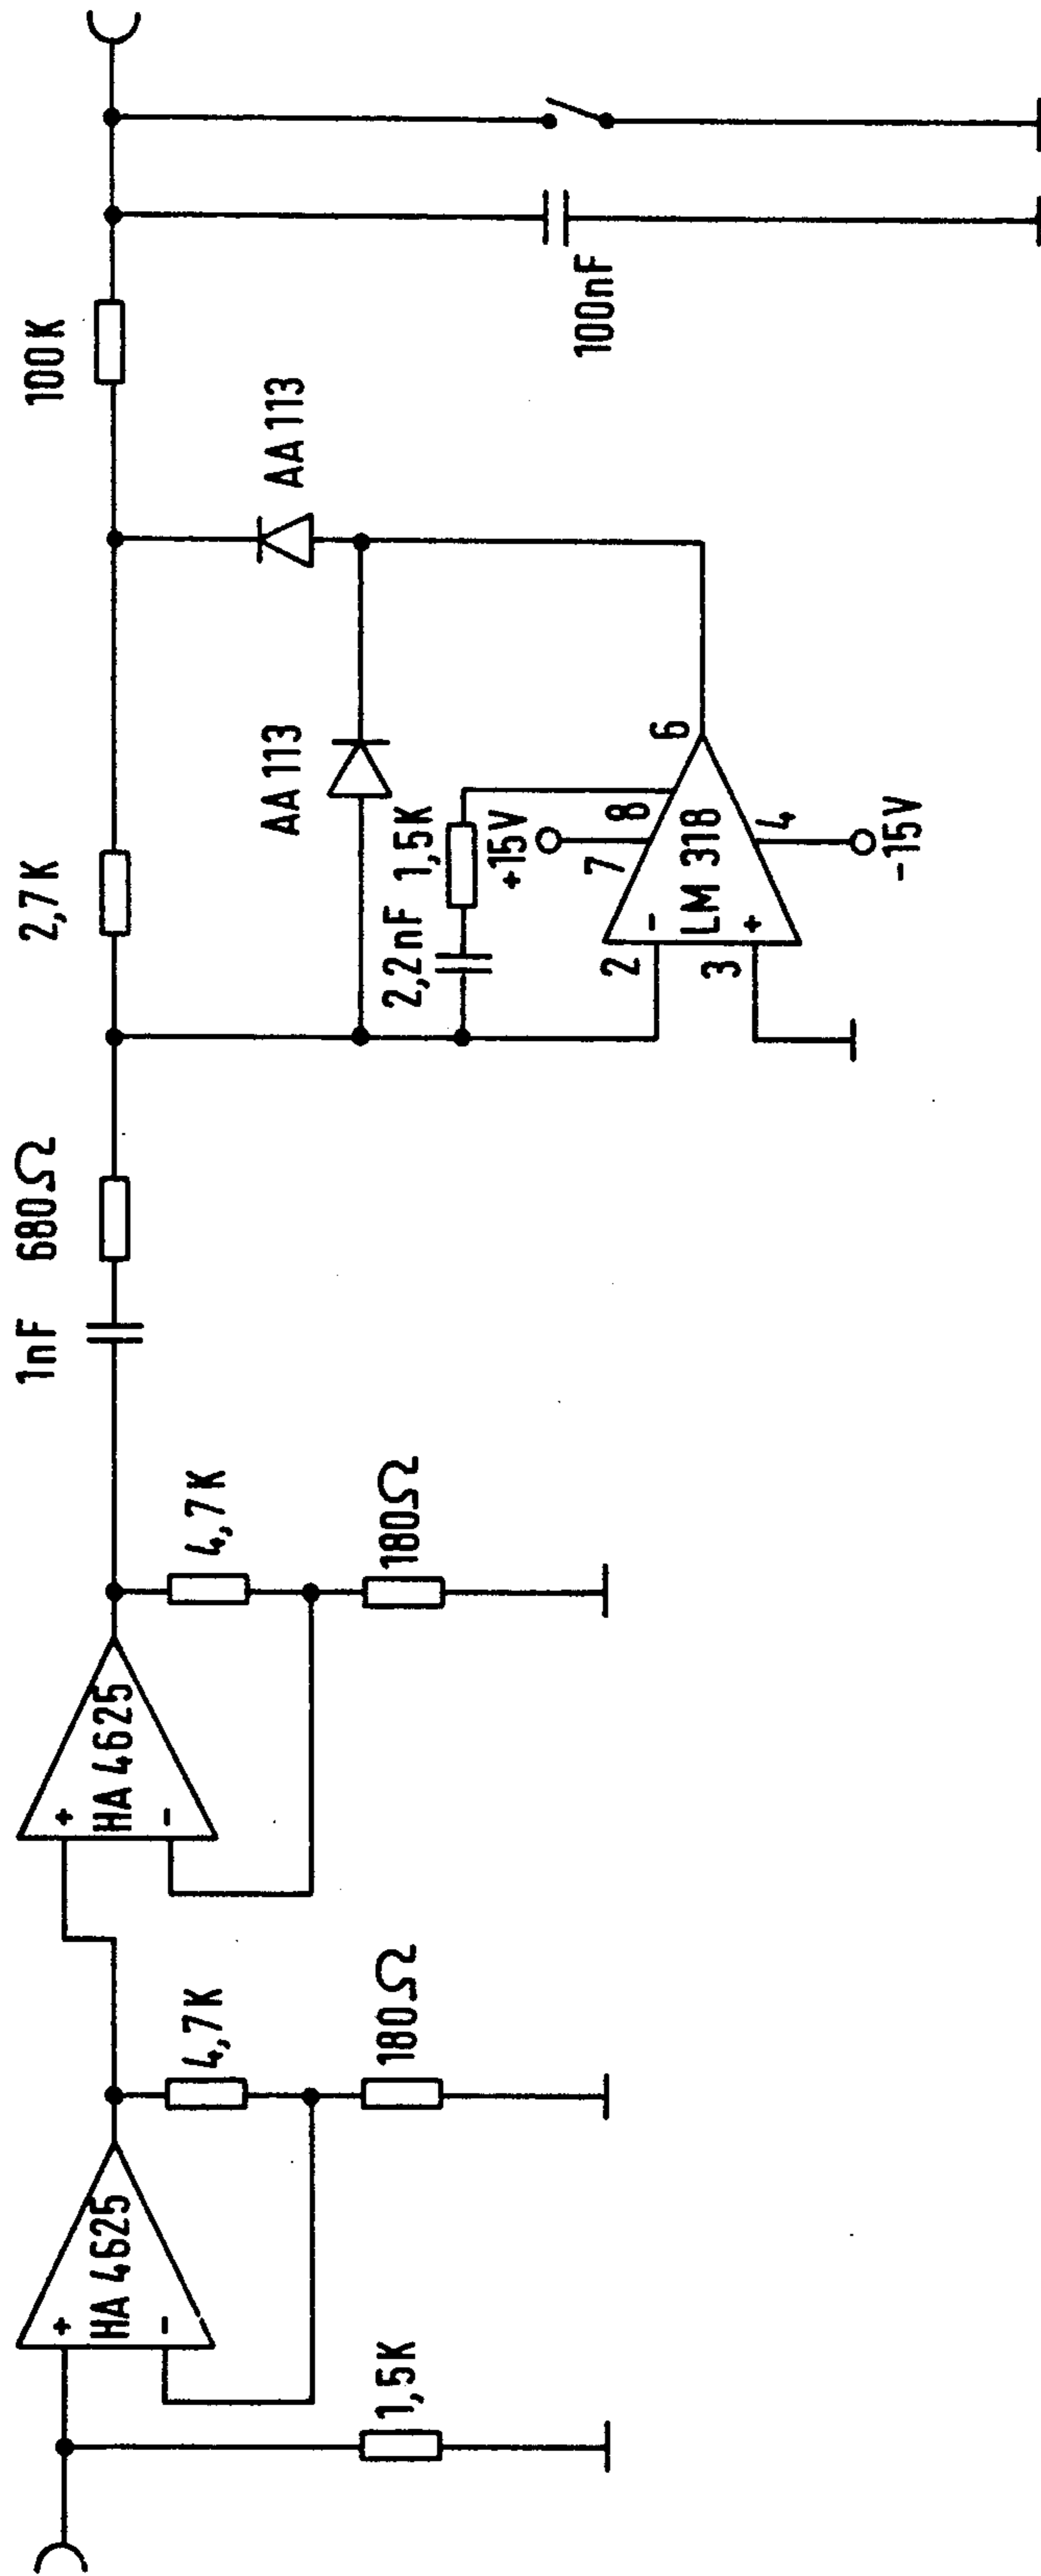 1,5K
HA 4625
+
-
4,7K
180Ω
HA 4625
+
-
4,7K
180Ω
1nF
680Ω
2,7K
AA 113
2,2nF
1,5K
+15V
2
3
-
+
LM 318
7
8
4
6
-15V
AA 113
100K
100nF